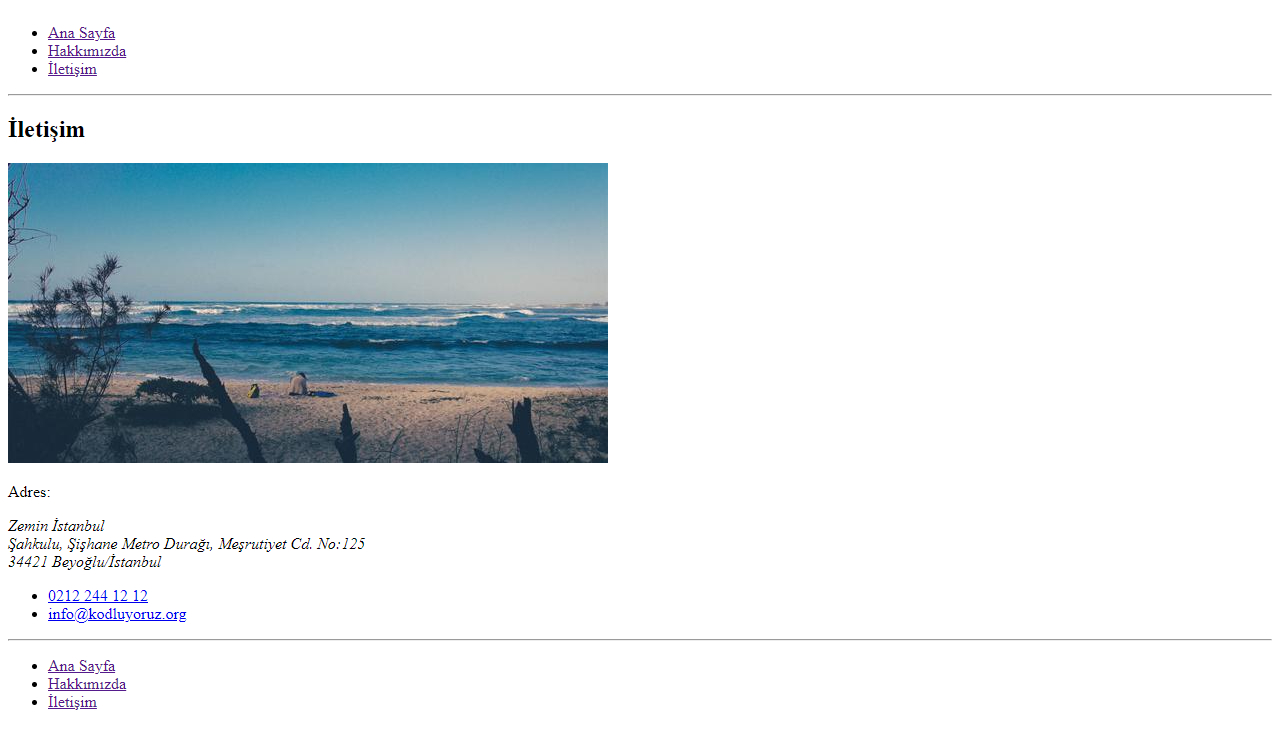 Ana Sayfa
Hakkımızda
İletişim
İletişim
Adres:
Zemin İstanbul
Şahkulu, Şişhane Metro Durağı, Meşrutiyet Cd. No:125
34421 Beyoğlu/İstanbul
0212 244 12 12
info@kodluyoruz.org
Ana Sayfa
Hakkımızda
İletişim